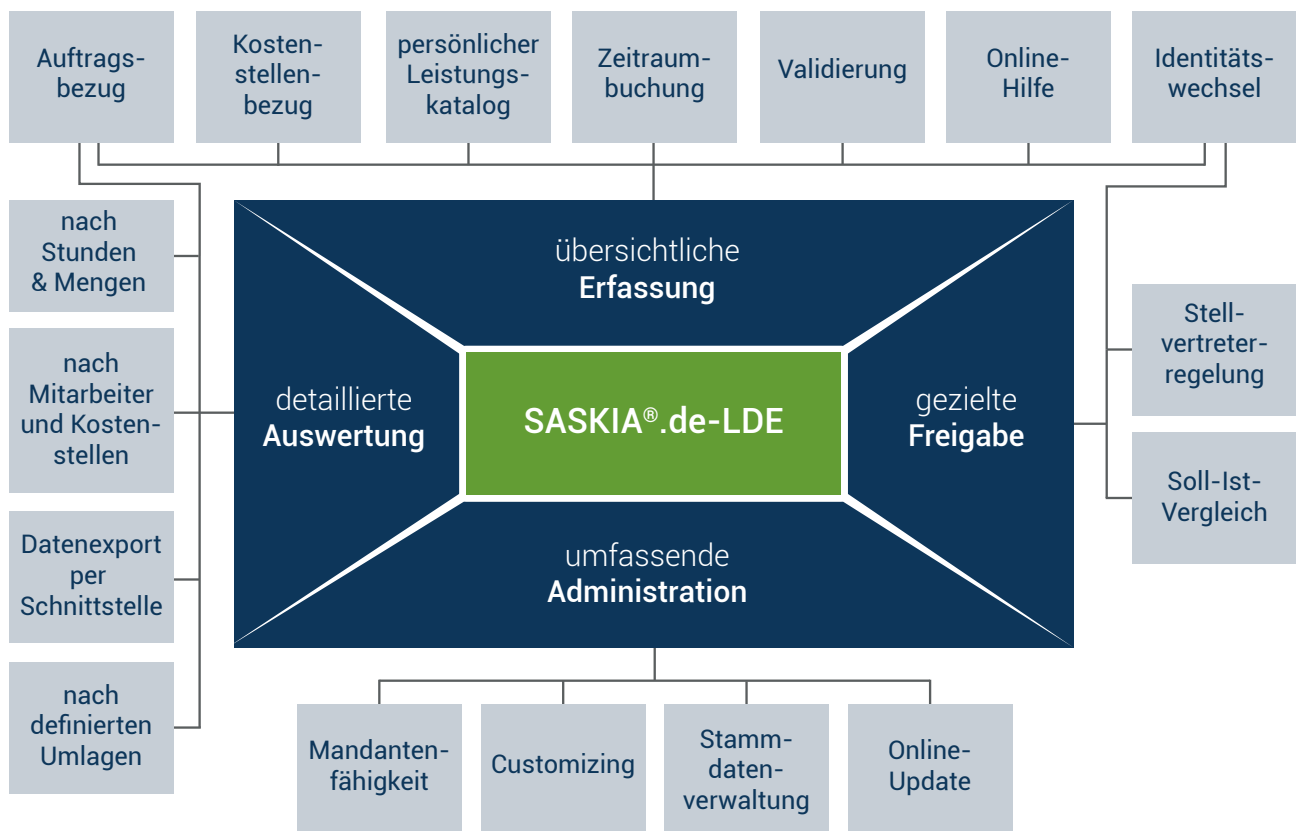 Auftrags-
bezug
Kosten-
stellen-
bezug
persönlicher
Leistungs-
katalog
Zeitraum-
buchung
Validierung
Online-
Hilfe
Identitäts-
wechsel
nach
Stunden
& Mengen
nach
Mitarbeiter
und Kosten-
stellen
Datenexport
per
Schnittstelle
nach
definierten
Umlagen
übersichtliche
Erfassung
detaillierte
Auswertung
SASKIA®.de-LDE
gezielte
Freigabe
umfassende
Administration
Stell-
vertreter-
regelung
Soll-Ist-
Vergleich
Mandanten-
fähigkeit
Customizing
Stamm-
daten-
verwaltung
Online-
Update